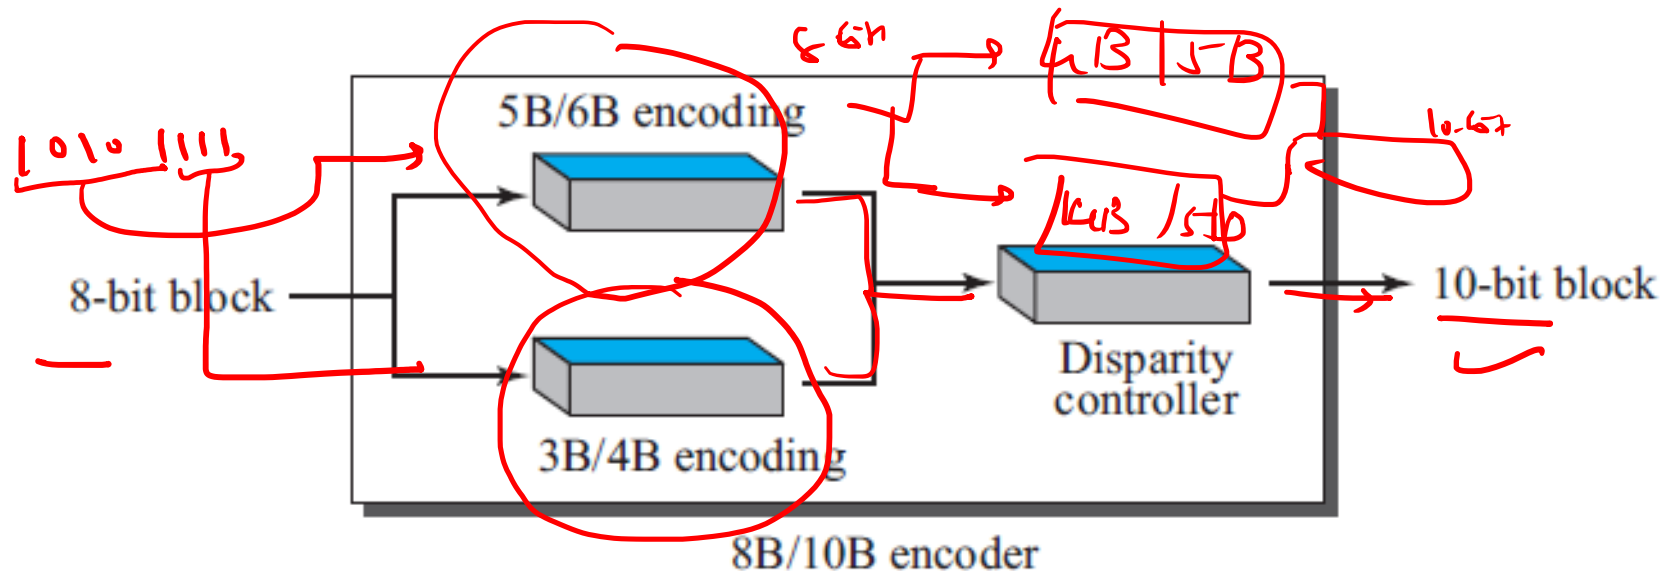 8 bit
4B | 5B
5B/6B encoding
1010 1111
10-bit
4B / 5B
8-bit block
10-bit block
Disparity
controller
3B/4B encoding
8B/10B encoder